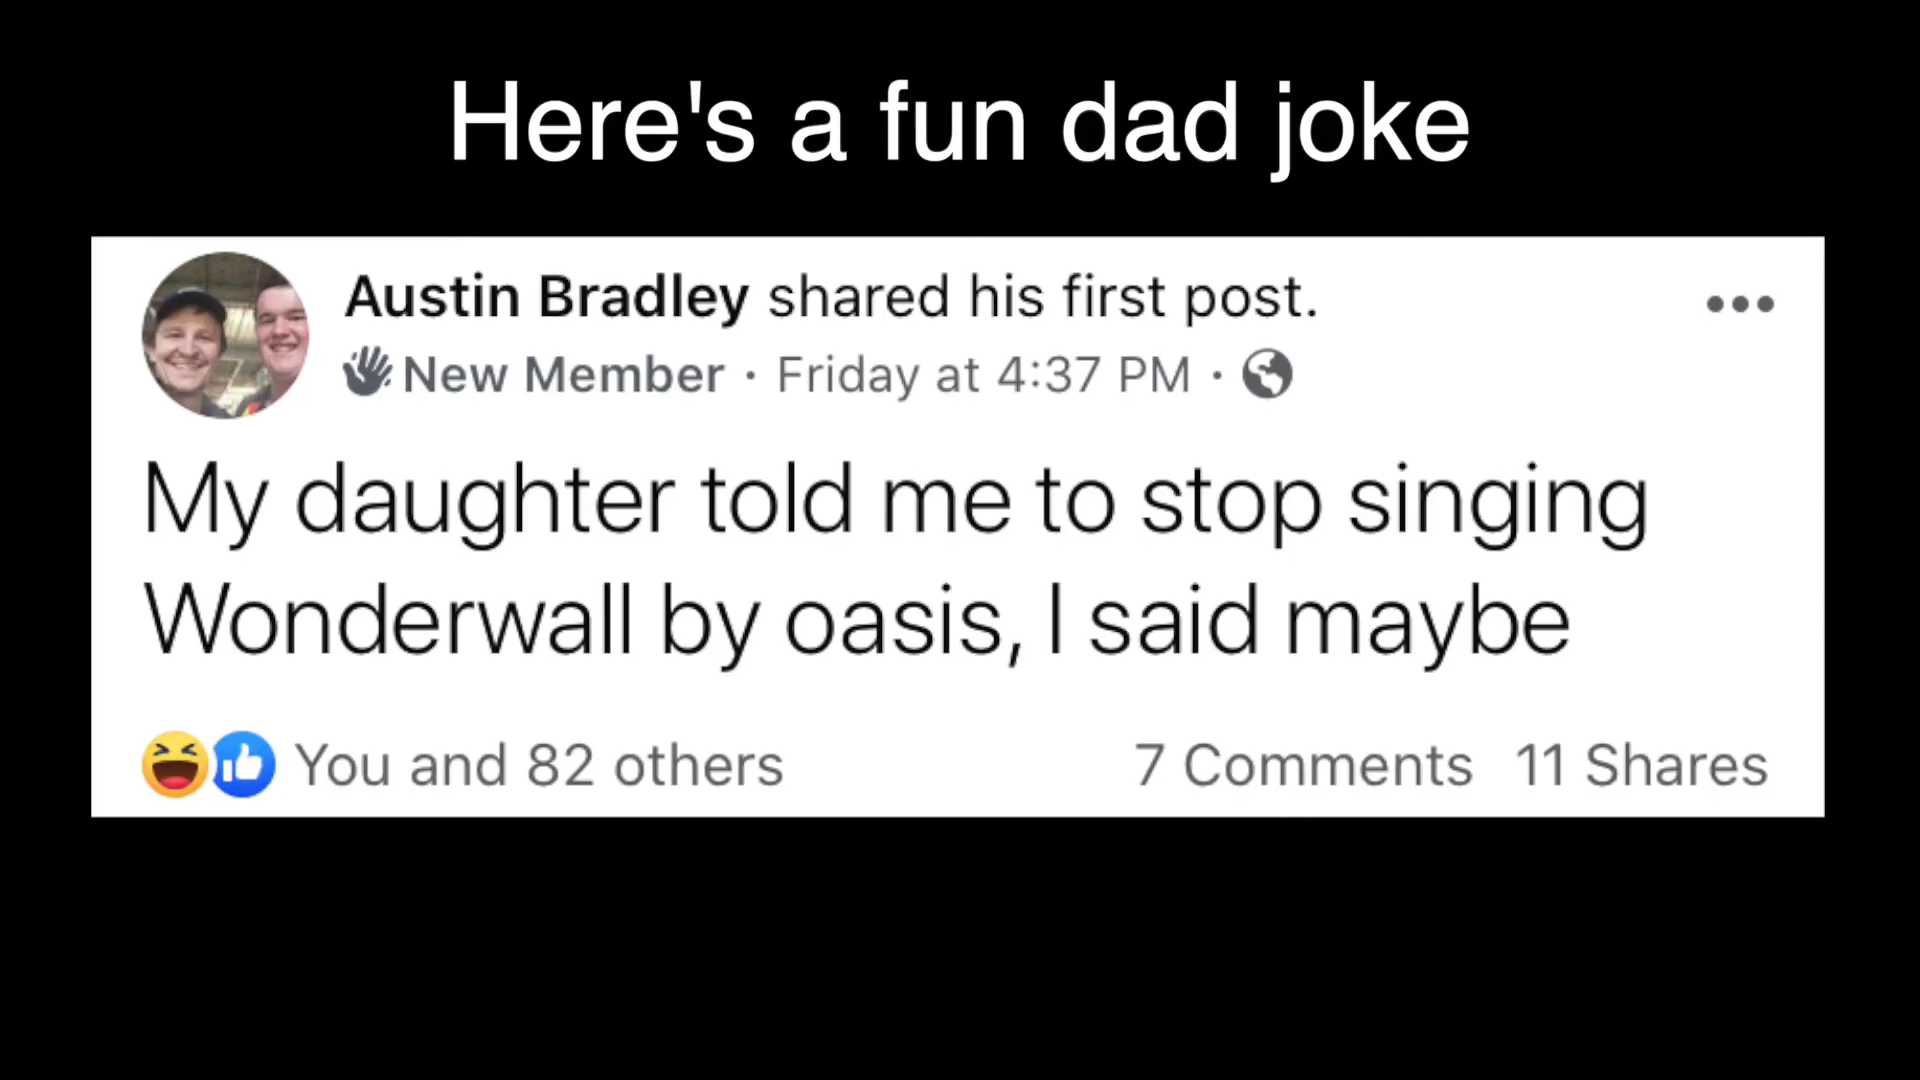 Here's a fun dad joke
Austin Bradley shared his first post.
New Member · Friday at 4:37 PM ·
My daughter told me to stop singing
Wonderwall by oasis, I said maybe
You and 82 others 7 Comments 11 Shares